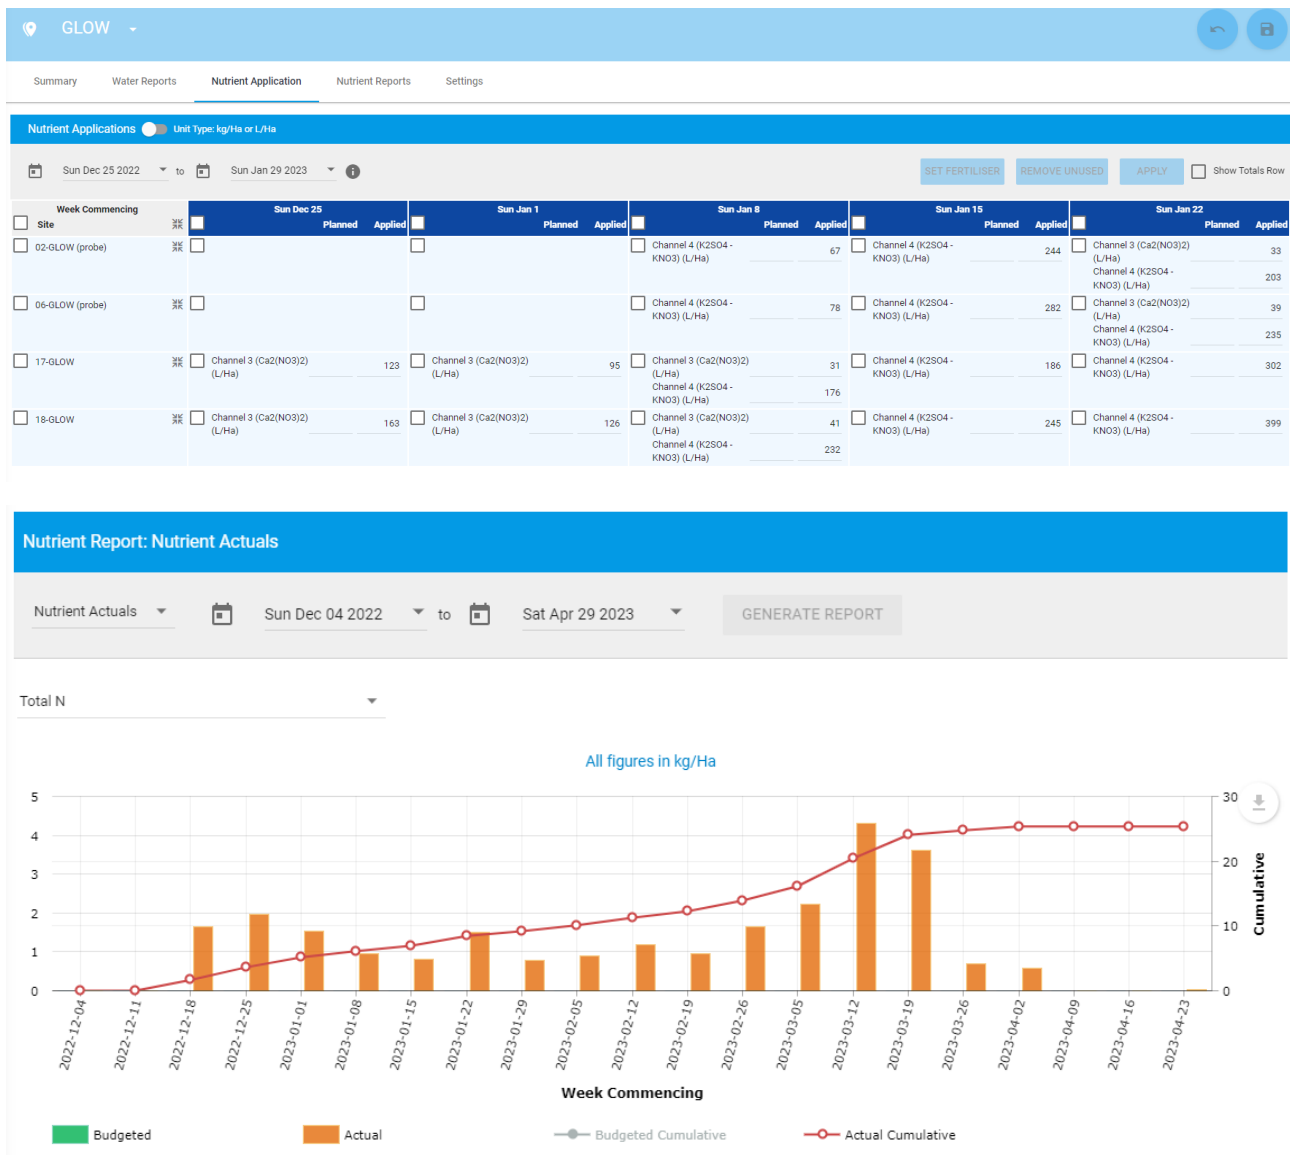 GLOW
Summary Water Reports Nutrient Application Nutrient Reports Settings
Nutrient Applications Unit Type: kg/Ha or L/Ha
Sun Dec 25 2022 to Sun Jan 29 2023 SET FERTILISER REMOVE UNUSED APPLY Show Totals Row
Week Commencing Sun Dec 25 Sun Jan 1 Sun Jan 8 Sun Jan 15 Sun Jan 22
Site Planned Applied Planned Applied Planned Applied Planned Applied Planned Applied
02-GLOW (probe) Channel 4 (K2SO4 - Channel 4 (K2SO4 - Channel 3 (Ca2(NO3)2)
KNO3) (L/Ha) 67 KNO3) (L/Ha) 244 (L/Ha) 33
Channel 4 (K2SO4 -
KNO3) (L/Ha) 203
06-GLOW (probe) Channel 4 (K2SO4 - Channel 4 (K2SO4 - Channel 3 (Ca2(NO3)2)
KNO3) (L/Ha) 78 KNO3) (L/Ha) 282 (L/Ha) 39
Channel 4 (K2SO4 -
KNO3) (L/Ha) 235
17-GLOW Channel 3 (Ca2(NO3)2) Channel 3 (Ca2(NO3)2) Channel 3 (Ca2(NO3)2) Channel 4 (K2SO4 - Channel 4 (K2SO4 -
(L/Ha) 123 (L/Ha) 95 (L/Ha) 31 KNO3) (L/Ha) 186 KNO3) (L/Ha) 302
Channel 4 (K2SO4 -
KNO3) (L/Ha) 176
18-GLOW Channel 3 (Ca2(NO3)2) Channel 3 (Ca2(NO3)2) Channel 3 (Ca2(NO3)2) Channel 4 (K2SO4 - Channel 4 (K2SO4 -
(L/Ha) 163 (L/Ha) 126 (L/Ha) 41 KNO3) (L/Ha) 245 KNO3) (L/Ha) 399
Channel 4 (K2SO4 -
KNO3) (L/Ha) 232
Nutrient Report: Nutrient Actuals
Nutrient Actuals Sun Dec 04 2022 to Sat Apr 29 2023 GENERATE REPORT
Total N
All figures in kg/Ha
5 30
4
3 20
2
10
1
0 0
Cumulative
2022-12-04 2022-12-11 2022-12-18 2022-12-25 2023-01-01 2023-01-08 2023-01-15 2023-01-22 2023-01-29 2023-02-05 2023-02-12 2023-02-19 2023-02-26 2023-03-05 2023-03-12 2023-03-19 2023-03-26 2023-04-02 2023-04-09 2023-04-16 2023-04-23
Week Commencing
Budgeted Actual Budgeted Cumulative Actual Cumulative